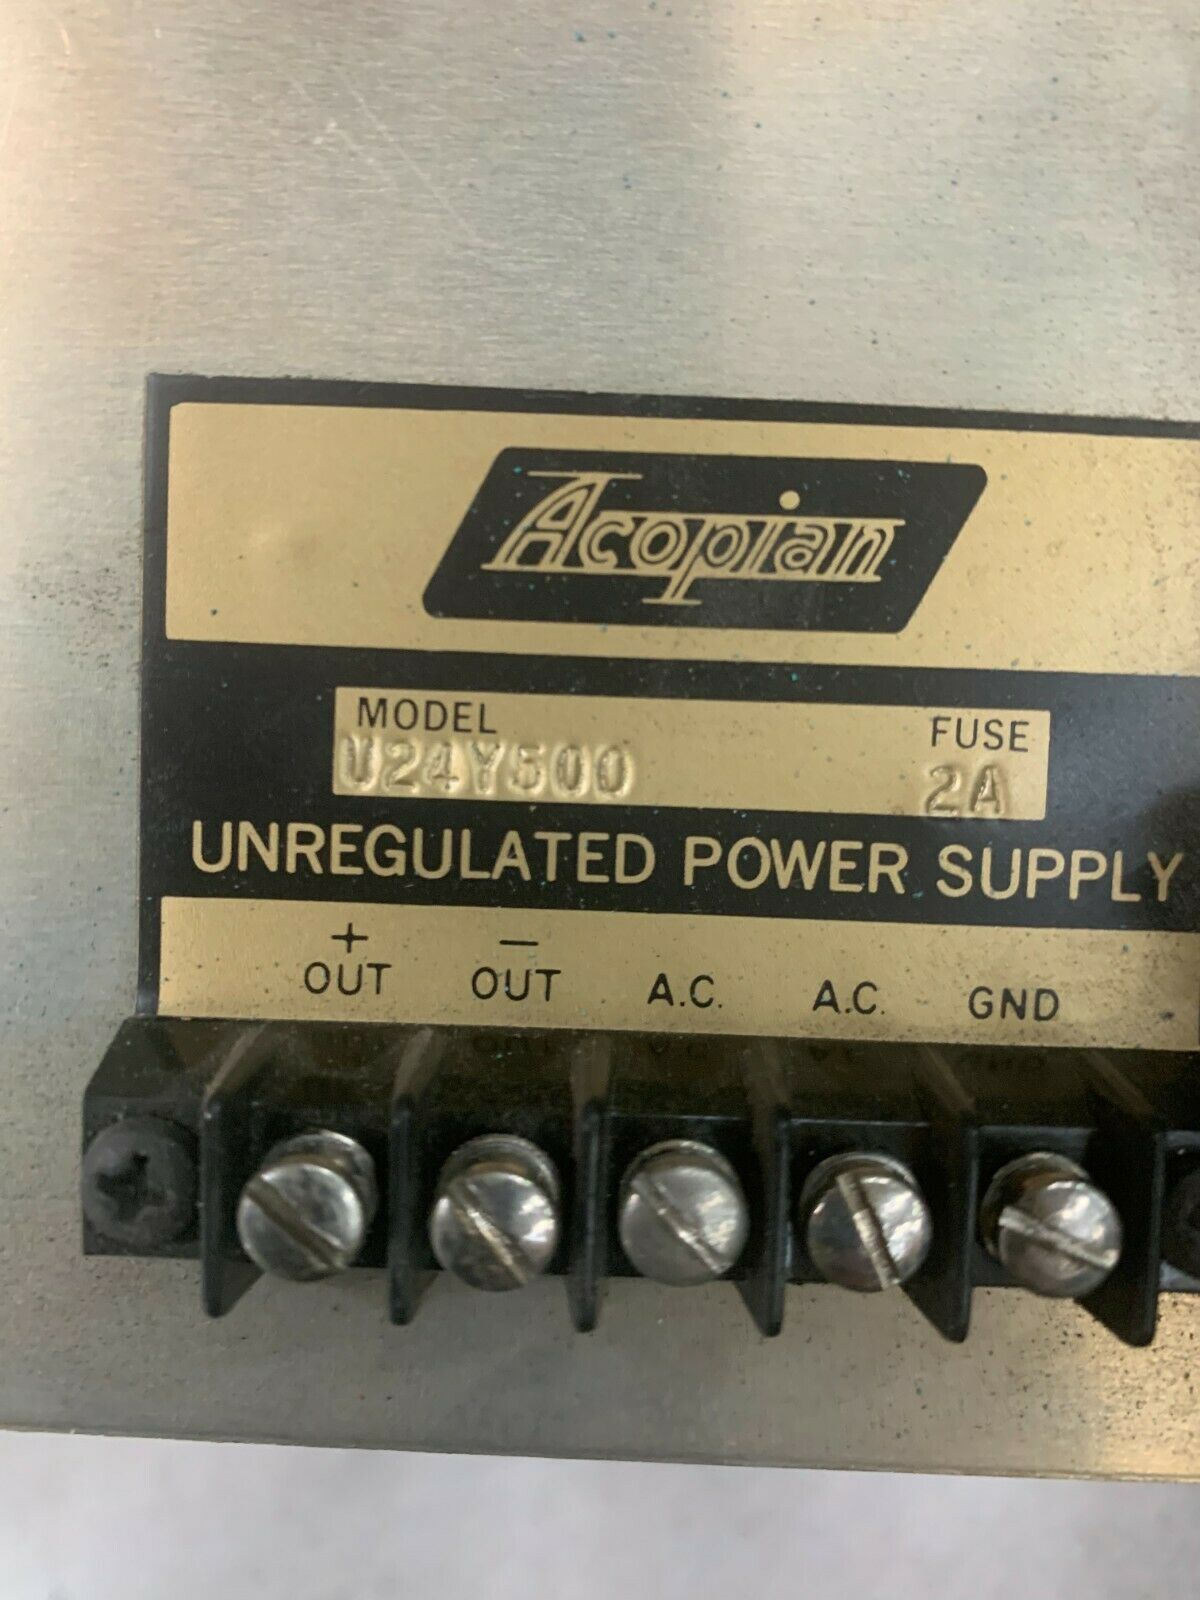 Acopian
MODEL FUSE
U24Y500 2A
UNREGULATED POWER SUPPLY
+ −
OUT OUT A.C. A.C. GND